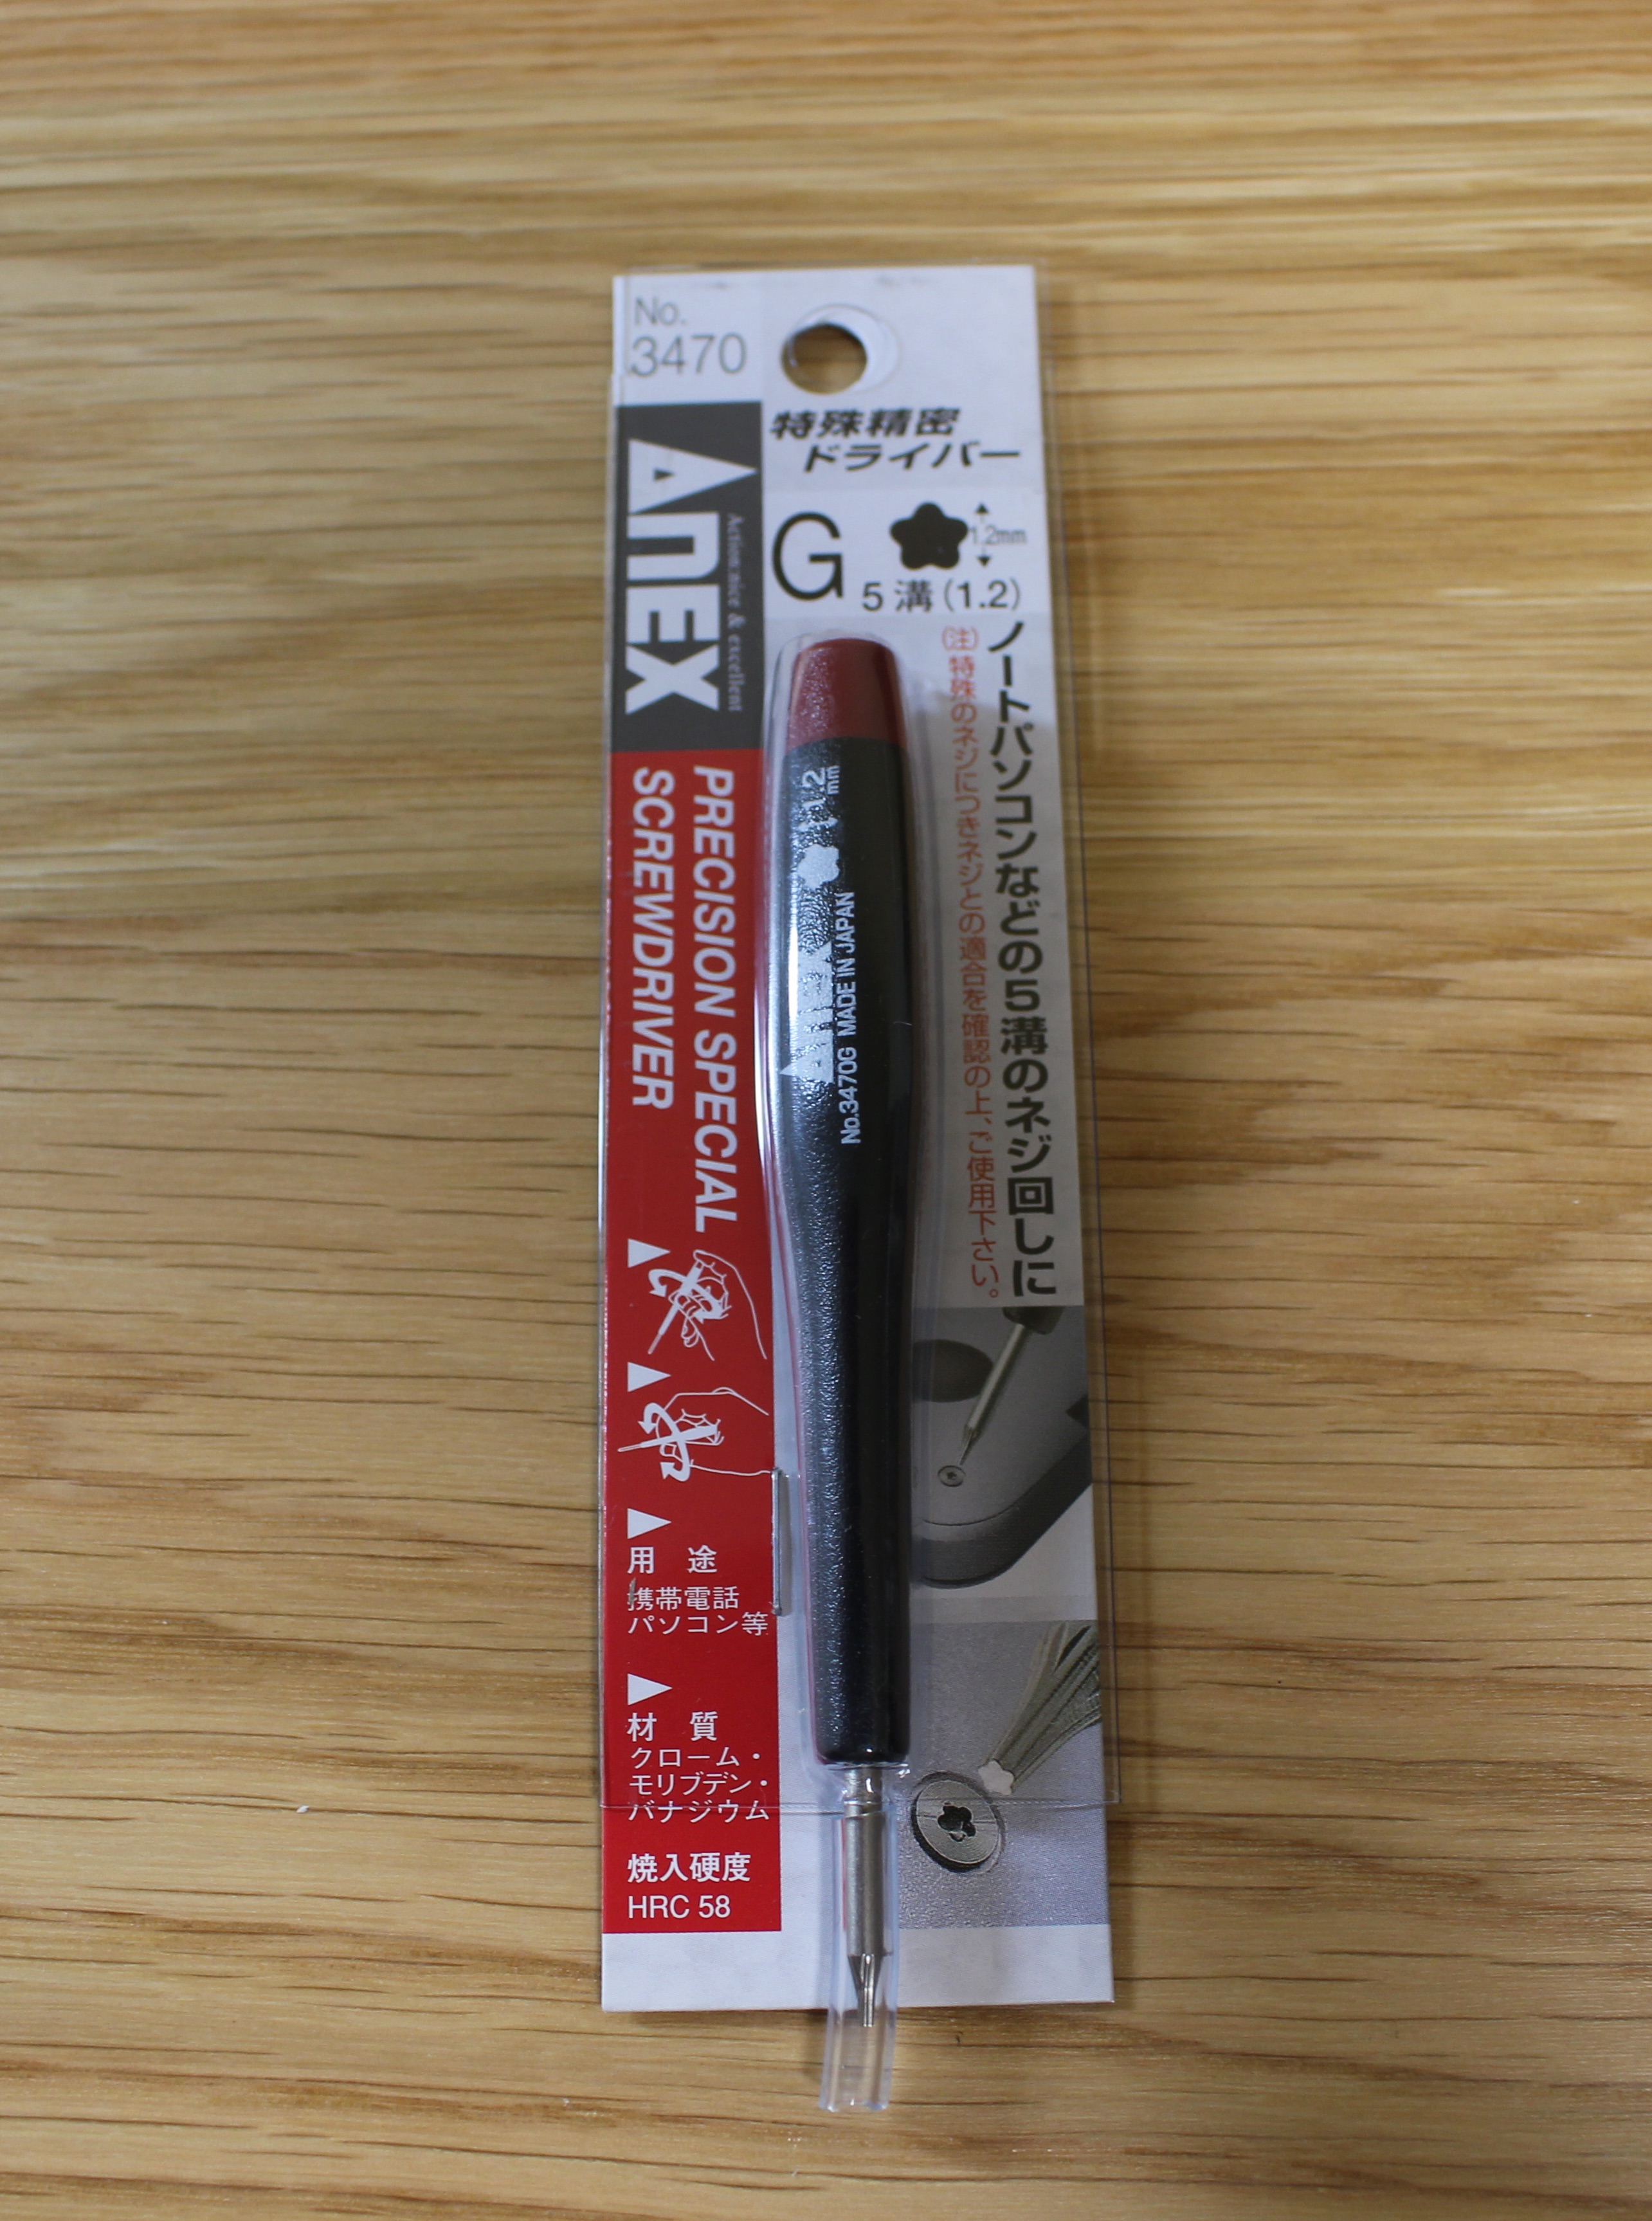 No.
3470
特殊精密
ドライバー
ANEX
Action:nice & excellent
G
1.2mm
5溝(1.2)
ノートパソコンなどの5溝のネジ回しに
(注)特殊のネジにつきネジとの適合を確認の上、ご使用下さい。
PRECISION SPECIAL
SCREWDRIVER
1.2mm
ANEX
No.3470G MADE IN JAPAN
用 途
携帯電話
パソコン等
材 質
クローム・
モリブデン・
バナジウム
焼入硬度
HRC 58